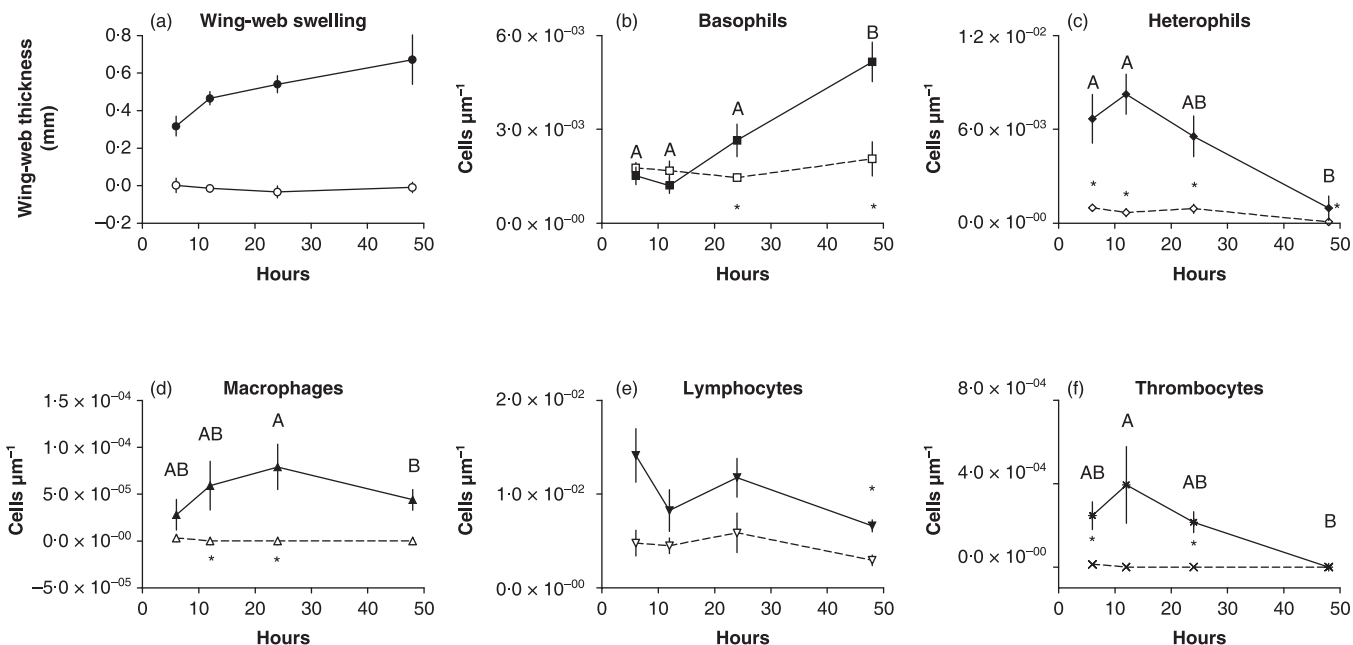 (a) Wing-web swelling
Wing-web thickness
(mm)
0·8
0·6
0·4
0·2
0·0
–0·2
0 10 20 30 40 50
Hours
(b) Basophils
Cells µm⁻¹
6·0 × 10⁻⁰³
3·0 × 10⁻⁰³
0·0 × 10⁻⁰⁰
A A A B
* *
0 10 20 30 40 50
Hours
(c) Heterophils
Cells µm⁻¹
1·2 × 10⁻⁰²
6·0 × 10⁻⁰³
0·0 × 10⁻⁰⁰
A A AB B
* * * *
0 10 20 30 40 50
Hours
(d) Macrophages
Cells µm⁻¹
1·5 × 10⁻⁰⁴
1·0 × 10⁻⁰⁴
5·0 × 10⁻⁰⁵
0·0 × 10⁻⁰⁰
–5·0 × 10⁻⁰⁵
AB AB A B
* *
0 10 20 30 40 50
Hours
(e) Lymphocytes
Cells µm⁻¹
2·0 × 10⁻⁰²
1·0 × 10⁻⁰²
0·0 × 10⁻⁰⁰
*
0 10 20 30 40 50
Hours
(f) Thrombocytes
Cells µm⁻¹
8·0 × 10⁻⁰⁴
4·0 × 10⁻⁰⁴
0·0 × 10⁻⁰⁰
AB A AB B
* *
0 10 20 30 40 50
Hours